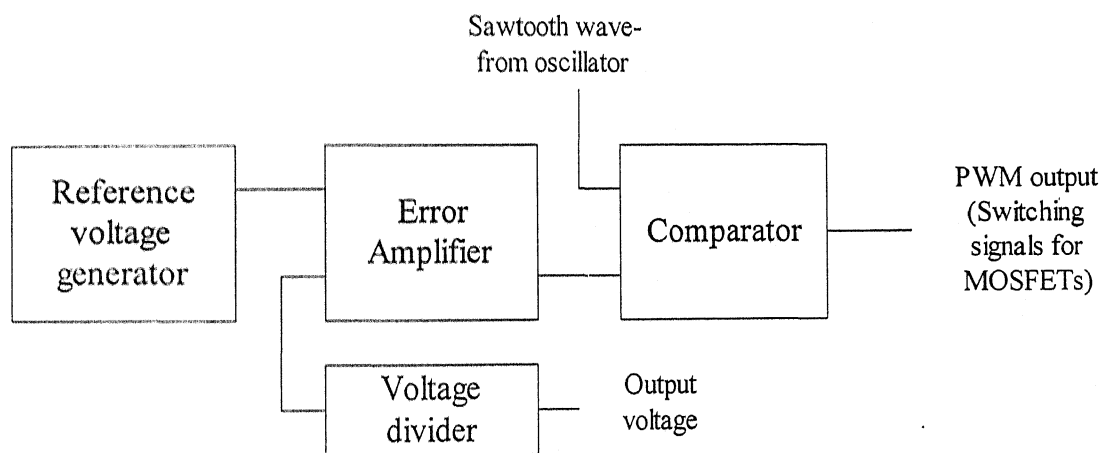 Sawtooth wave-
from oscillator
Reference
voltage
generator
Error
Amplifier
Comparator
PWM output
(Switching
signals for
MOSFETs)
Voltage
divider
Output
voltage